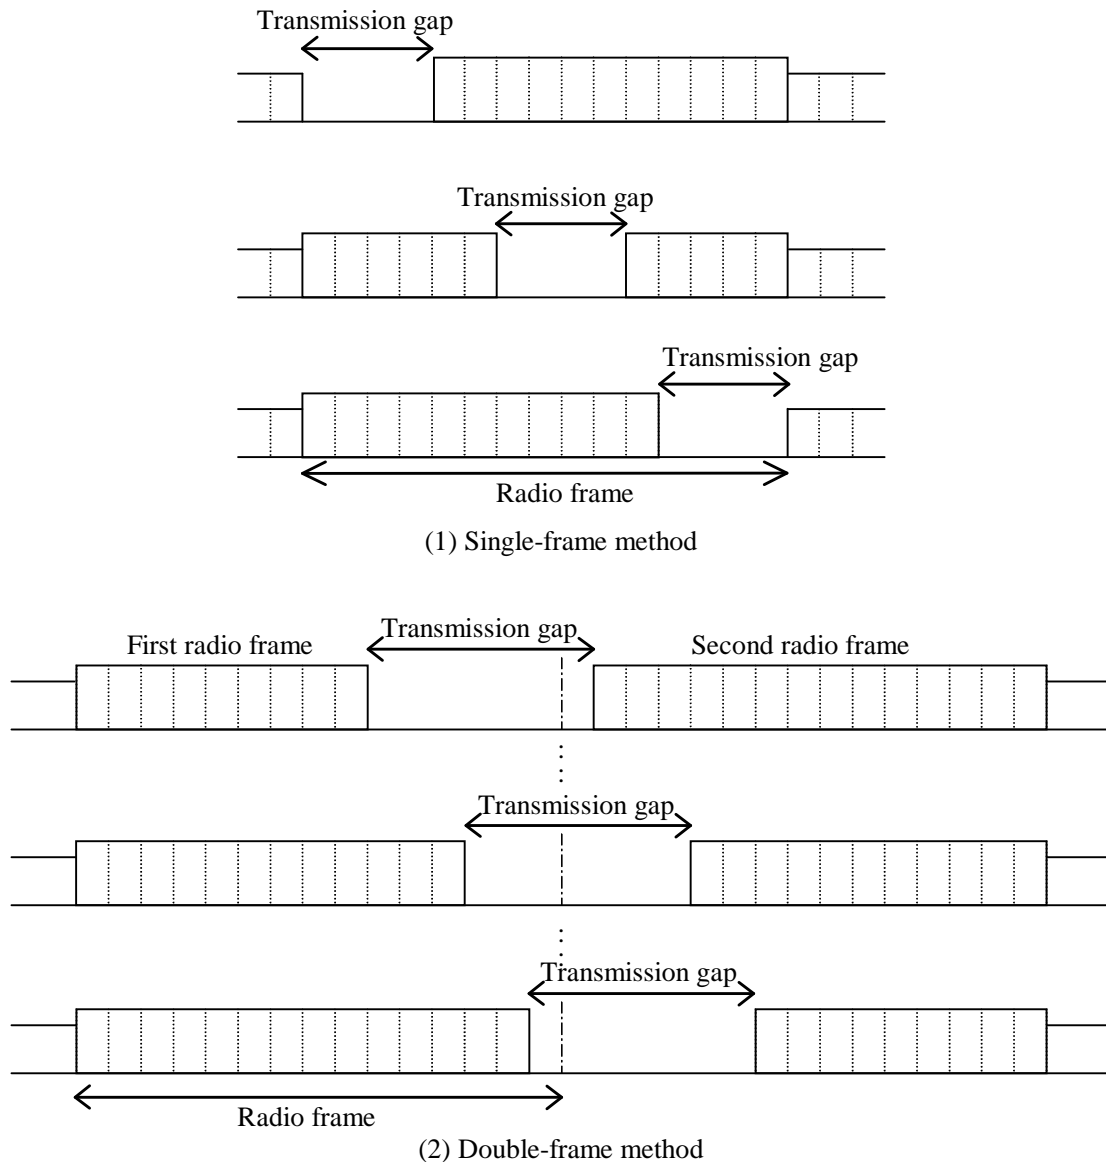 Transmission gap
Transmission gap
Transmission gap
Radio frame
(1) Single-frame method
First radio frame
Transmission gap
Second radio frame
Transmission gap
Transmission gap
Radio frame
(2) Double-frame method